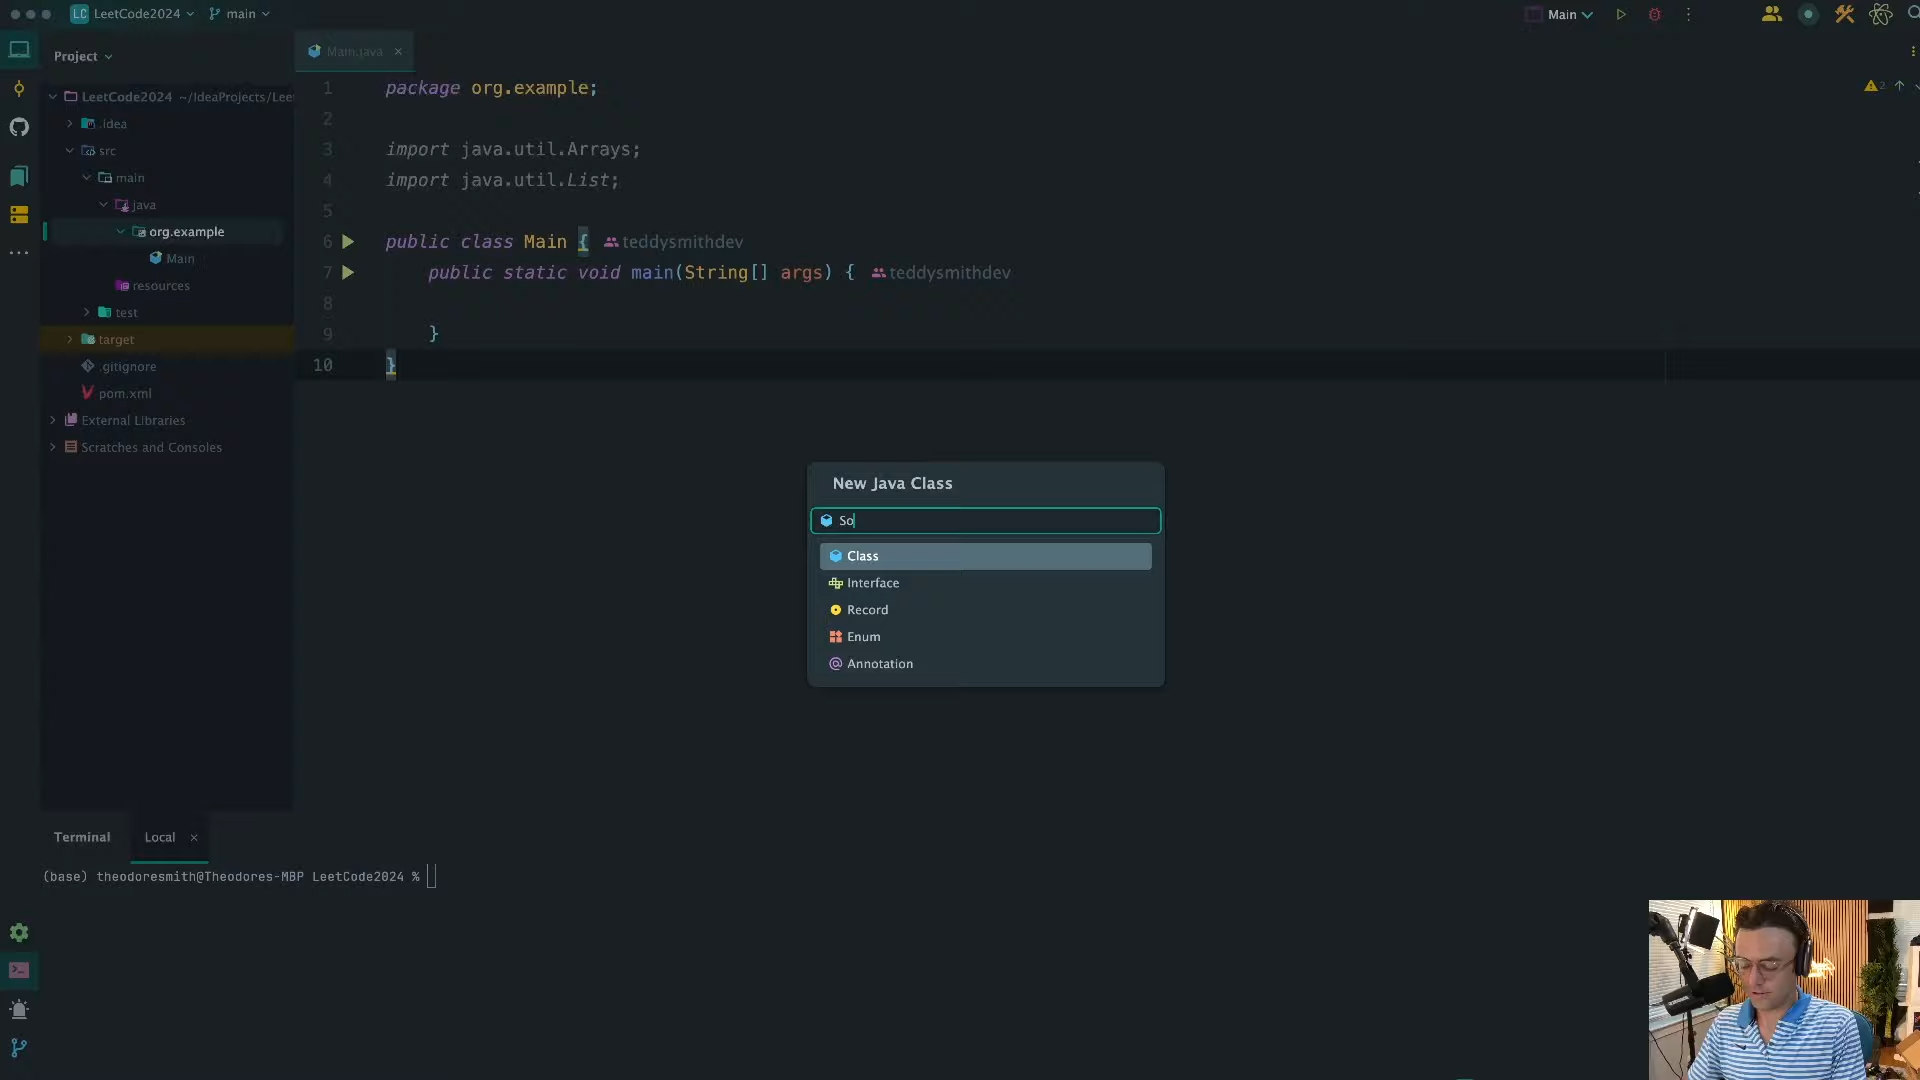 LC LeetCode2024 main Main
Project
Main.java
LeetCode2024 ~/IdeaProjects/Lee
.idea
src
main
java
org.example
Main
resources
test
target
.gitignore
pom.xml
External Libraries
Scratches and Consoles
1 package org.example;
2
3 import java.util.Arrays;
4 import java.util.List;
5
6 public class Main { teddysmithdev
7 public static void main(String[] args) { teddysmithdev
8
9 }
10 }
2
New Java Class
So
Class
Interface
Record
Enum
Annotation
Terminal Local
(base) theodoresmith@Theodores-MBP LeetCode2024 %